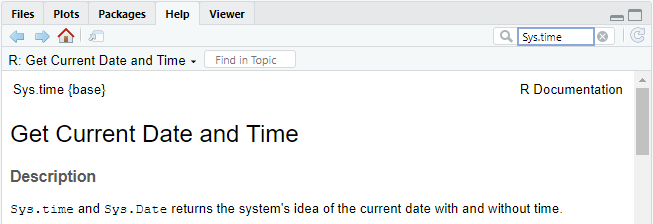 Files Plots Packages Help Viewer
Sys.time
R: Get Current Date and Time Find in Topic
Sys.time {base} R Documentation
Get Current Date and Time
Description
Sys.time and Sys.Date returns the system's idea of the current date with and without time.